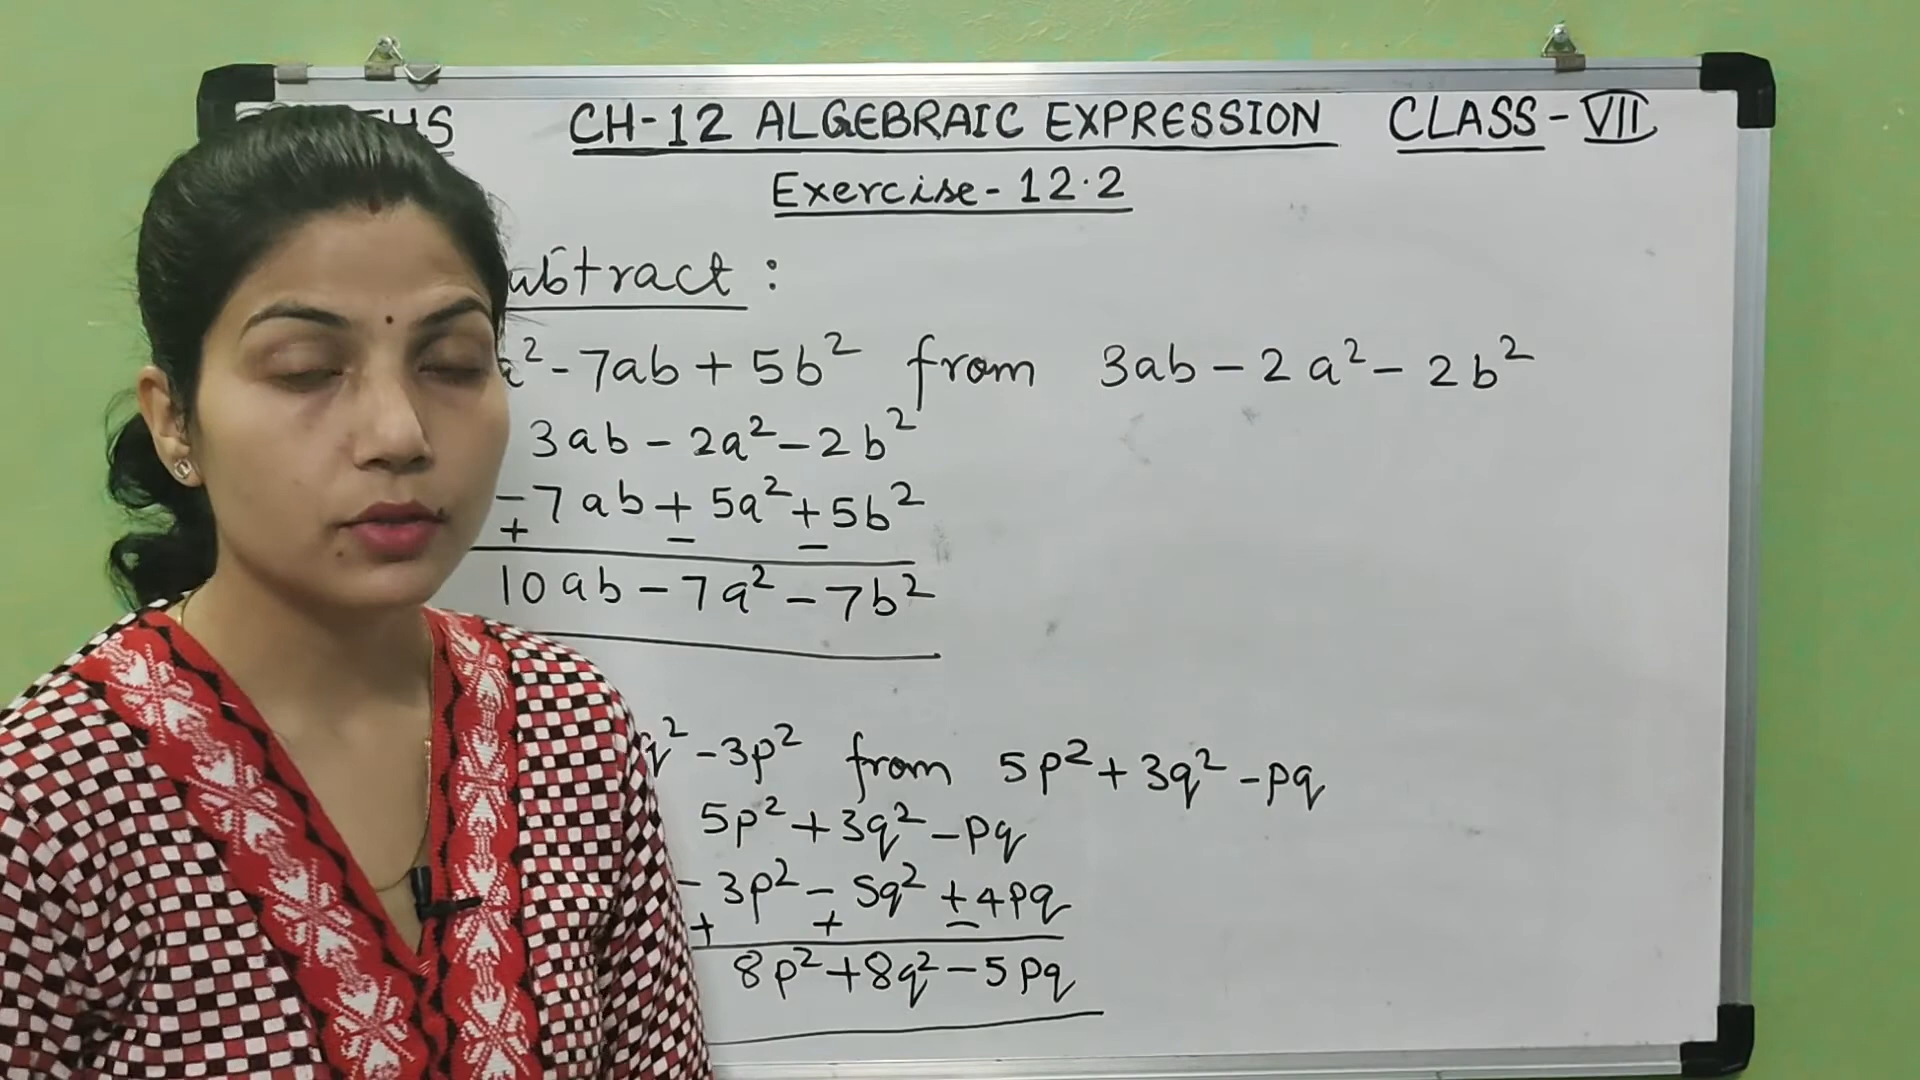 CH-12 ALGEBRAIC EXPRESSION CLASS-VII
Exercise-12.2
- 7ab + 5b² from 3ab - 2a² - 2b²
3ab - 2a² - 2b²
- 7ab + 5a² + 5b²
+ - -
10ab - 7a² - 7b²
- 3p² from 5p² + 3q² - pq
5p² + 3q² - pq
- 3p² - 5q² + 4pq
+ + -
8p² + 8q² - 5pq